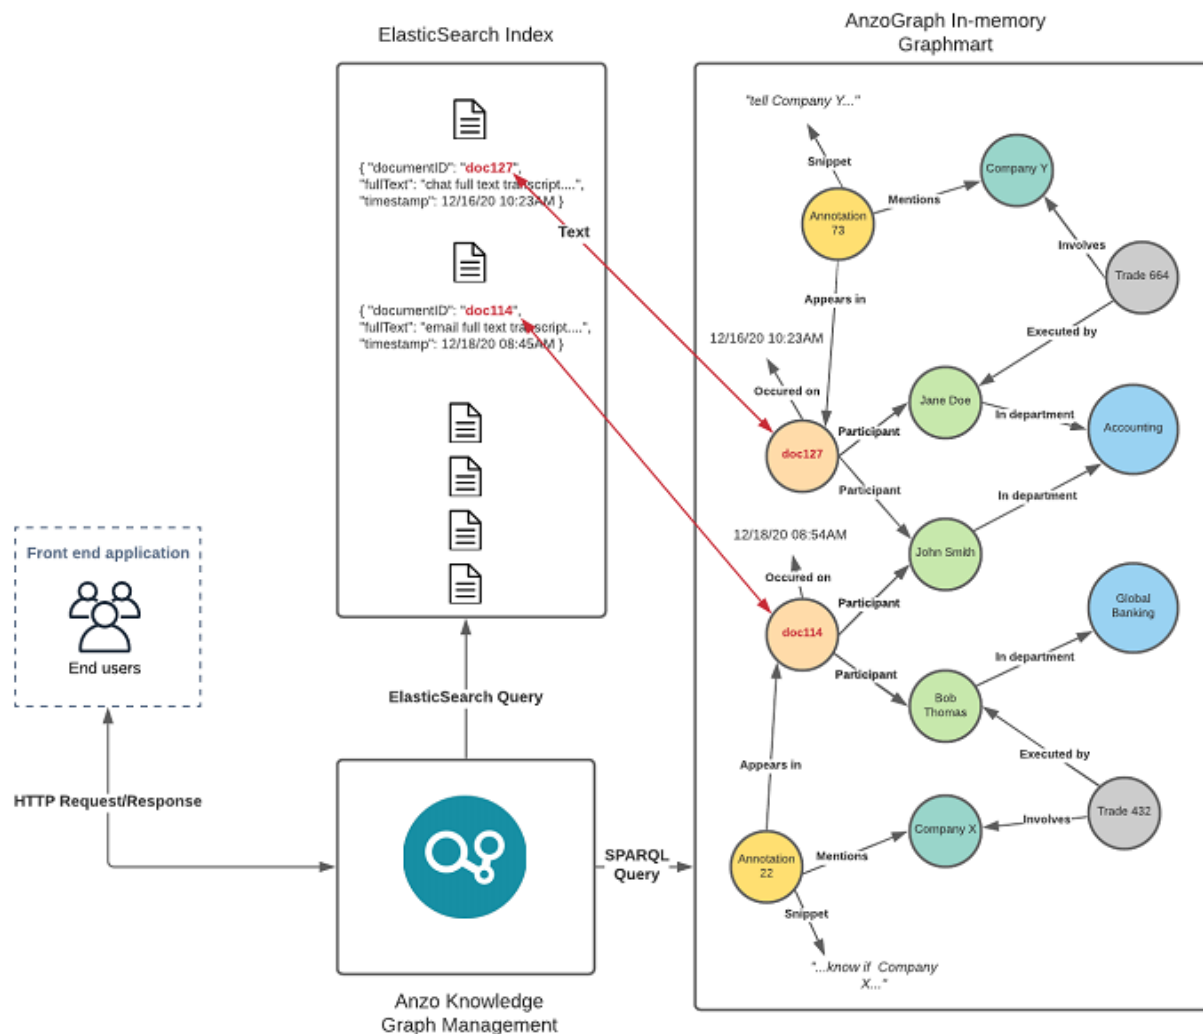 ElasticSearch Index
AnzoGraph In-memory
Graphmart
{ "documentID": "doc127",
"fullText": "chat full text transcript....",
"timestamp": 12/16/20 10:23AM }
Text
{ "documentID": "doc114",
"fullText": "email full text transcript....",
"timestamp": 12/18/20 08:45AM }
"tell Company Y..."
Snippet
Company Y
Mentions
Annotation
73
Involves
Trade 664
Appears in
Executed by
12/16/20 10:23AM
Occured on
Jane Doe
In department
Accounting
Participant
doc127
Participant
In department
12/18/20 08:54AM
John Smith
Occured on
Participant
Global
Banking
doc114
In department
Participant
Bob
Thomas
Executed by
Appears in
Trade 432
Involves
Company X
Mentions
Annotation
22
Snippet
"...know if Company
X..."
Front end application
End users
ElasticSearch Query
HTTP Request/Response
SPARQL
Query
Anzo Knowledge
Graph Management